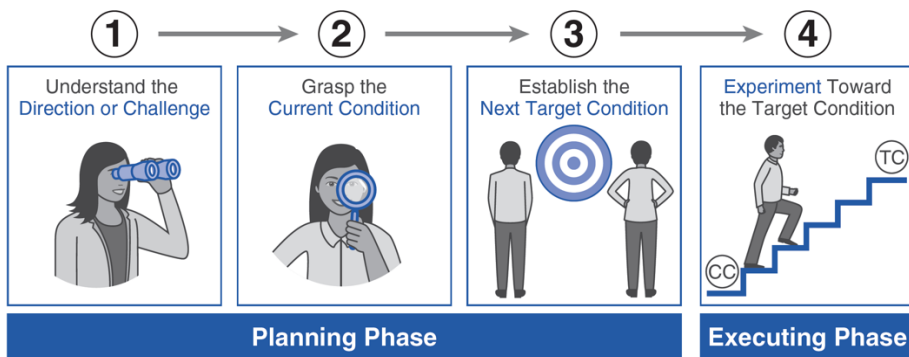 1
2
3
4
Understand the
Direction or Challenge
Grasp the
Current Condition
Establish the
Next Target Condition
Experiment Toward
the Target Condition
TC
CC
Planning Phase
Executing Phase